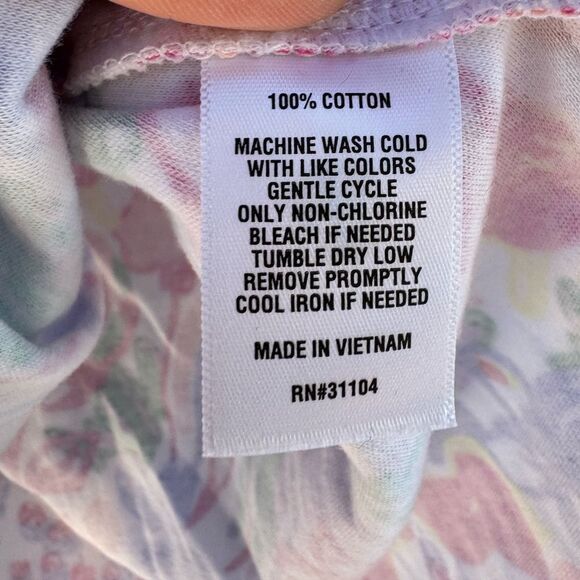 100% COTTON
MACHINE WASH COLD
WITH LIKE COLORS
GENTLE CYCLE
ONLY NON-CHLORINE
BLEACH IF NEEDED
TUMBLE DRY LOW
REMOVE PROMPTLY
COOL IRON IF NEEDED
MADE IN VIETNAM
RN#31104